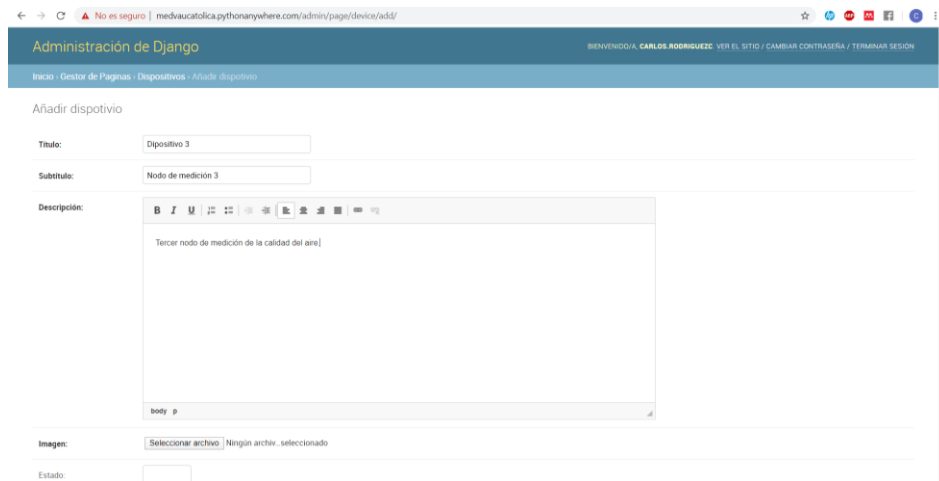 No es seguro | medvaucatolica.pythonanywhere.com/admin/page/device/add/
ABP
C
Administración de Django
BIENVENIDO/A, CARLOS.RODRIGUEZC VER EL SITIO / CAMBIAR CONTRASEÑA / TERMINAR SESIÓN
Inicio › Gestor de Paginas › Dispositivos › Añadir dispotivio
Añadir dispotivio
Título: Dipositivo 3
Subtítulo: Nodo de medición 3
Descripción:
B I U
Tercer nodo de medición de la calidad del aire
body p
Imagen: Seleccionar archivo Ningún archiv...seleccionado
Estado: